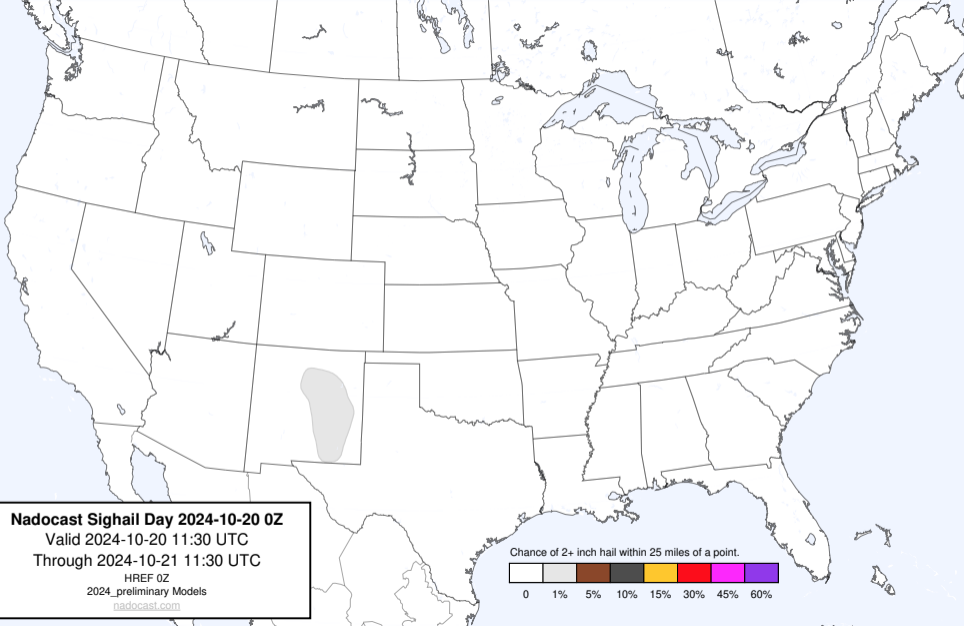 Nadocast Sighail Day 2024-10-20 0Z
Valid 2024-10-20 11:30 UTC
Through 2024-10-21 11:30 UTC
HREF 0Z
2024_preliminary Models
nadocast.com
Chance of 2+ inch hail within 25 miles of a point.
0 1% 5% 10% 15% 30% 45% 60%